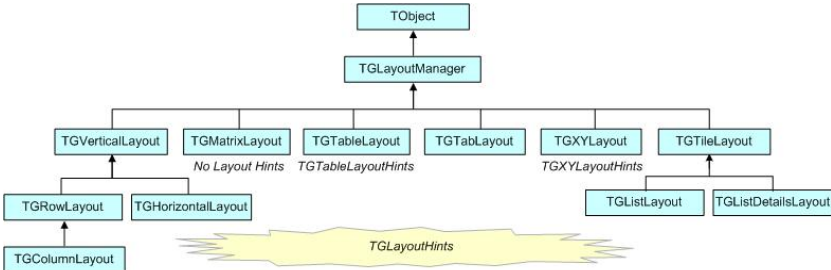 TObject
TGLayoutManager
TGVerticalLayout
TGMatrixLayout
TGTableLayout
TGTabLayout
TGXYLayout
TGTileLayout
No Layout Hints
TGTableLayoutHints
TGXYLayoutHints
TGRowLayout
TGHorizontalLayout
TGListLayout
TGListDetailsLayout
TGLayoutHints
TGColumnLayout